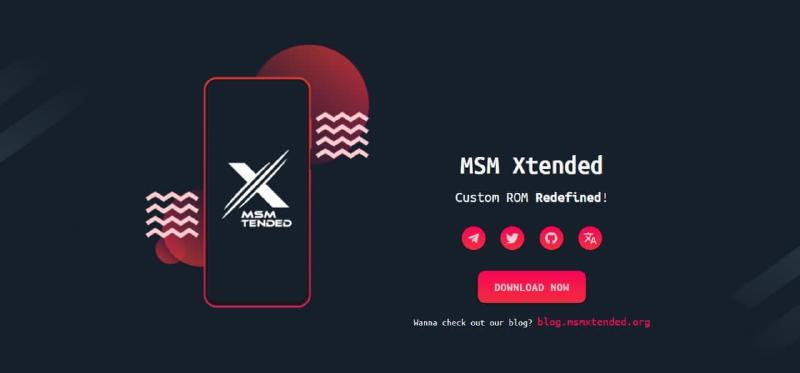 MSM
TENDED
MSM Xtended
Custom ROM Redefined!
DOWNLOAD NOW
Wanna check out our blog? blog.msmxtended.org